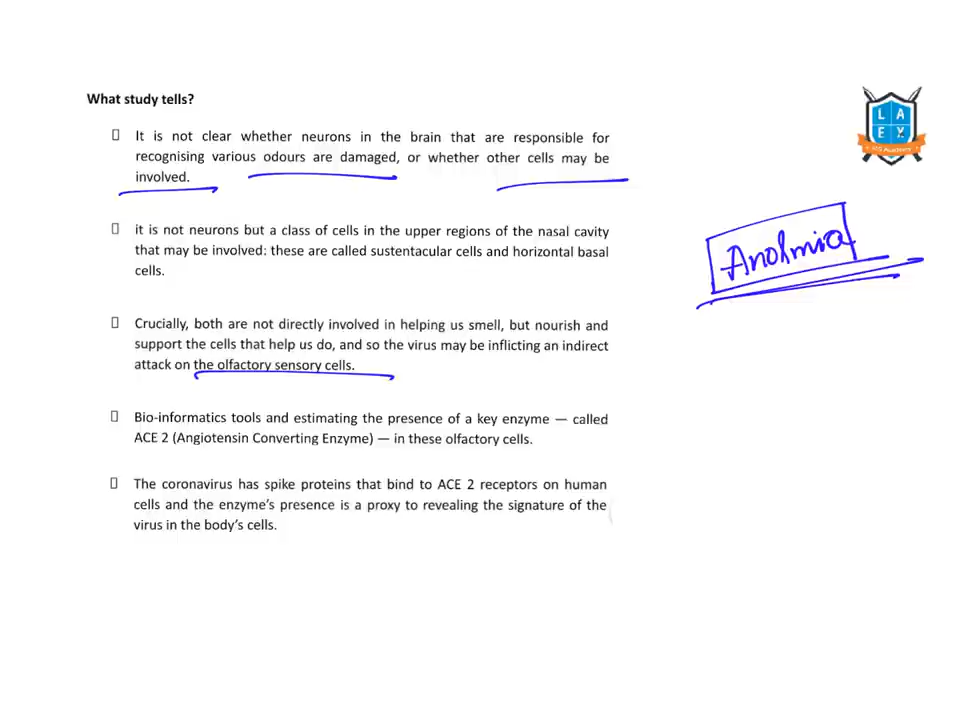 What study tells?
It is not clear whether neurons in the brain that are responsible for
recognising various odours are damaged, or whether other cells may be
involved.
it is not neurons but a class of cells in the upper regions of the nasal cavity
that may be involved: these are called sustentacular cells and horizontal basal
cells.
Crucially, both are not directly involved in helping us smell, but nourish and
support the cells that help us do, and so the virus may be inflicting an indirect
attack on the olfactory sensory cells.
Bio-informatics tools and estimating the presence of a key enzyme — called
ACE 2 (Angiotensin Converting Enzyme) — in these olfactory cells.
The coronavirus has spike proteins that bind to ACE 2 receptors on human
cells and the enzyme's presence is a proxy to revealing the signature of the
virus in the body's cells.
L A
E X
IAS Academy
Anosmia